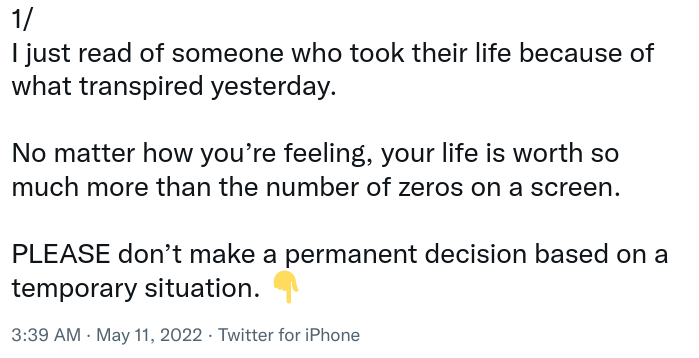 1/
I just read of someone who took their life because of
what transpired yesterday.
No matter how you’re feeling, your life is worth so
much more than the number of zeros on a screen.
PLEASE don’t make a permanent decision based on a
temporary situation. 👇
3:39 AM · May 11, 2022 · Twitter for iPhone